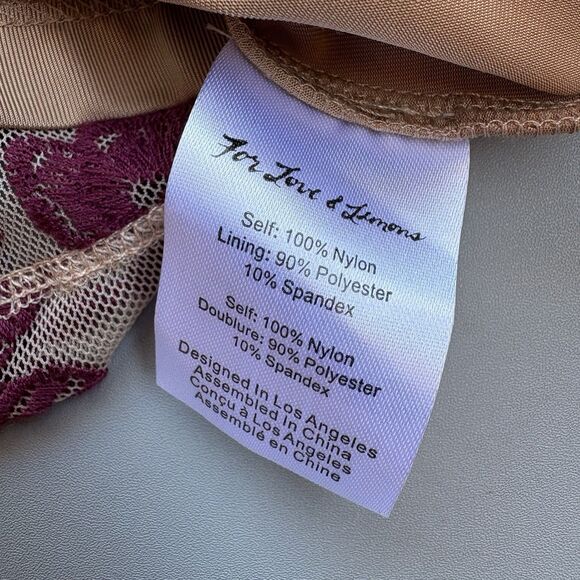 For Love & Lemons
Self: 100% Nylon
Lining: 90% Polyester
10% Spandex
Self: 100% Nylon
Doublure: 90% Polyester
10% Spandex
Designed In Los Angeles
Assembled in China
Conçu à Los Angeles
Assemblé en Chine